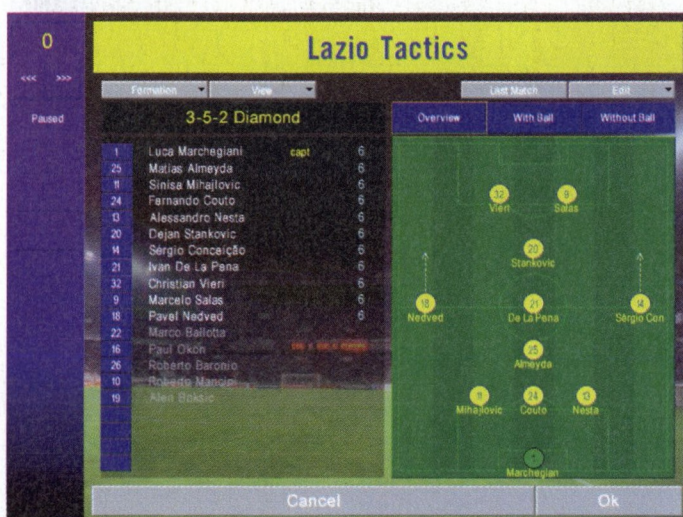 0
Lazio Tactics
<<< >>>
Formation View Last Match Edit
Paused
3-5-2 Diamond
Overview With Ball Without Ball
1 Luca Marchegiani capt 6
25 Matias Almeyda 6
11 Sinisa Mihajlovic 6
24 Fernando Couto 6
13 Alessandro Nesta 6
20 Dejan Stankovic 6
14 Sérgio Conceição 6
21 Ivan De La Pena 6
32 Christian Vieri 6
9 Marcelo Salas 6
18 Pavel Nedved 6
22 Marco Ballotta
16 Paul Okon
26 Roberto Baronio
10 Roberto Mancini
19 Alen Boksic
32 9
Vieri Salas
20
Stankovic
18 21 14
Nedved De La Pena Sérgio Con
25
Almeyda
11 24 13
Mihajlovic Couto Nesta
1
Marchegian
Cancel Ok